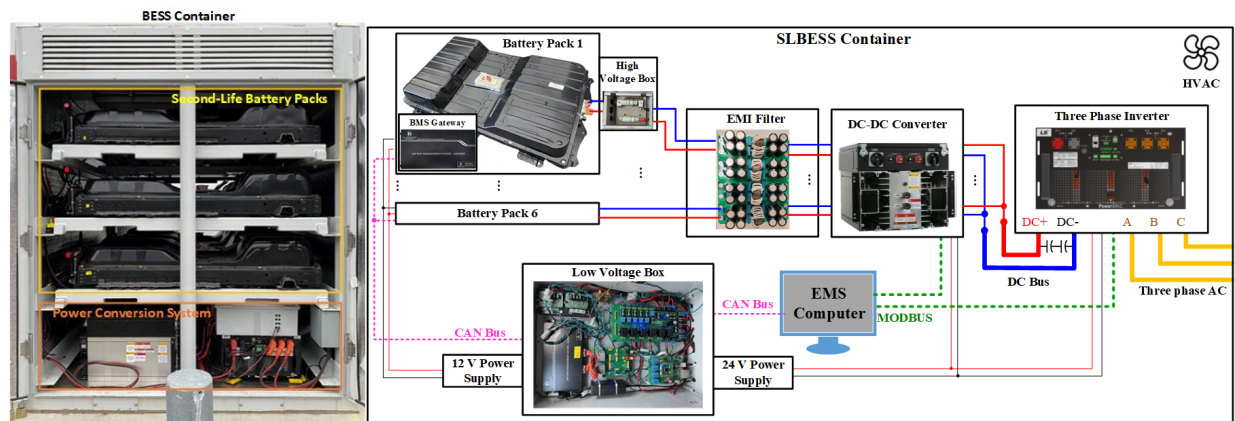 BESS Container
Second-Life Battery Packs
Power Conversion System
SLBESS Container
HVAC
Battery Pack 1
BMS Gateway
High
Voltage Box
EMI Filter
DC-DC Converter
Three Phase Inverter
LS
DC+ DC- A B C
Battery Pack 6
DC Bus
Three phase AC
Low Voltage Box
CAN Bus
CAN Bus
EMS
Computer
MODBUS
12 V Power
Supply
24 V Power
Supply